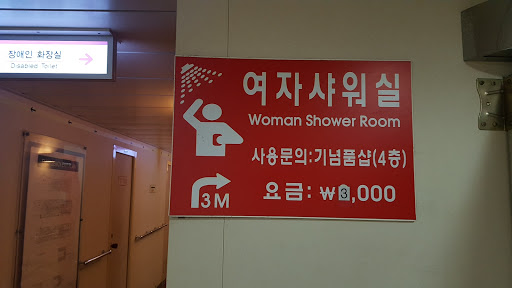 장애인 화장실
Disabled Toilet
여자샤워실
Woman Shower Room
사용문의:기념품샵(4층)
3M
요금: ₩3,000